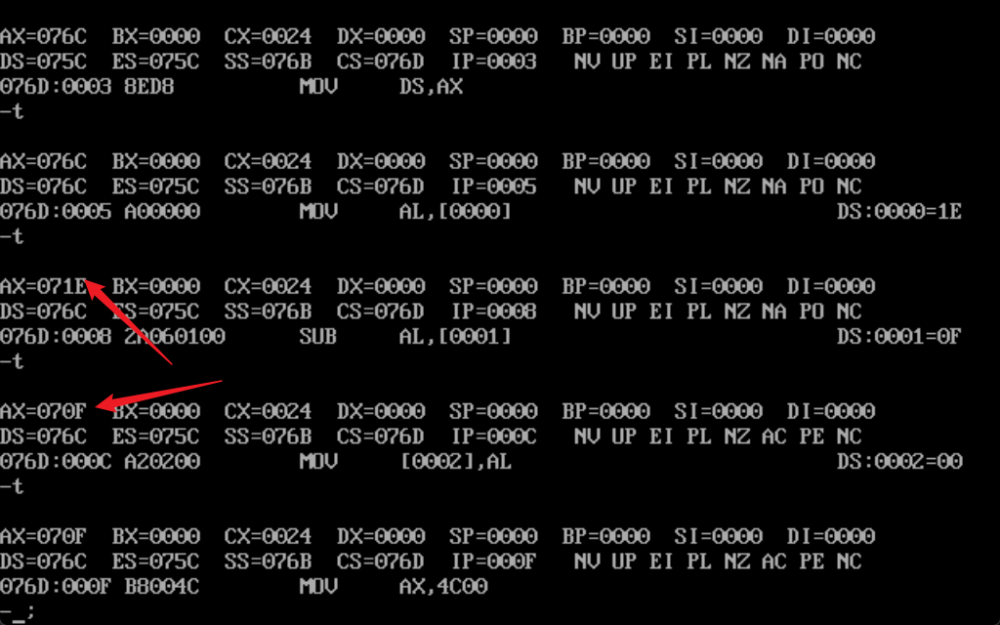 AX=076C BX=0000 CX=0024 DX=0000 SP=0000 BP=0000 SI=0000 DI=0000
DS=075C ES=075C SS=076B CS=076D IP=0003 NV UP EI PL NZ NA PO NC
076D:0003 8ED8 MOV DS,AX
-t
AX=076C BX=0000 CX=0024 DX=0000 SP=0000 BP=0000 SI=0000 DI=0000
DS=076C ES=075C SS=076B CS=076D IP=0005 NV UP EI PL NZ NA PO NC
076D:0005 A00000 MOV AL,[0000] DS:0000=1E
-t
AX=071E BX=0000 CX=0024 DX=0000 SP=0000 BP=0000 SI=0000 DI=0000
DS=076C ES=075C SS=076B CS=076D IP=0008 NV UP EI PL NZ NA PO NC
076D:0008 2A060100 SUB AL,[0001] DS:0001=0F
-t
AX=070F BX=0000 CX=0024 DX=0000 SP=0000 BP=0000 SI=0000 DI=0000
DS=076C ES=075C SS=076B CS=076D IP=000C NV UP EI PL NZ AC PE NC
076D:000C A20200 MOV [0002],AL DS:0002=00
-t
AX=070F BX=0000 CX=0024 DX=0000 SP=0000 BP=0000 SI=0000 DI=0000
DS=076C ES=075C SS=076B CS=076D IP=000F NV UP EI PL NZ AC PE NC
076D:000F B8004C MOV AX,4C00
-_;